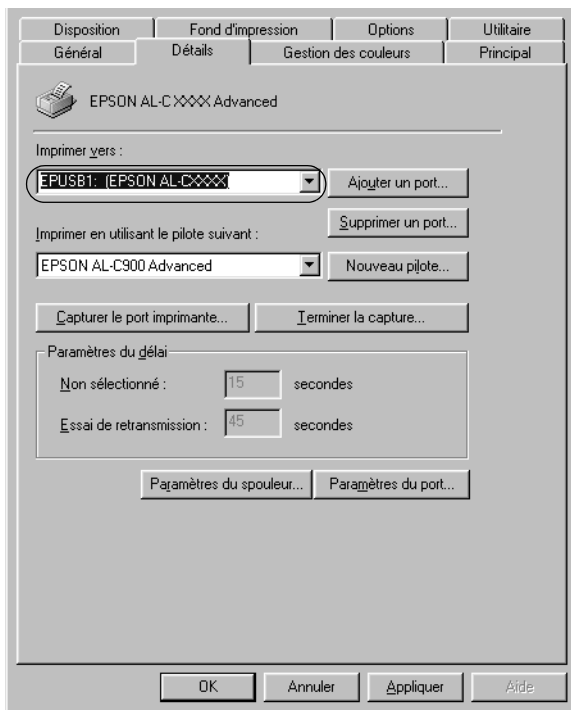 Disposition Fond d'impression Options Utilitaire
Général Détails Gestion des couleurs Principal
EPSON AL-CXXXX Advanced
Imprimer vers :
EPUSB1: (EPSON AL-CXXXX)
Ajouter un port...
Supprimer un port...
Imprimer en utilisant le pilote suivant :
EPSON AL-C900 Advanced
Nouveau pilote...
Capturer le port imprimante... Terminer la capture...
Paramètres du délai
Non sélectionné : 15 secondes
Essai de retransmission : 45 secondes
Paramètres du spouleur... Paramètres du port...
OK Annuler Appliquer Aide